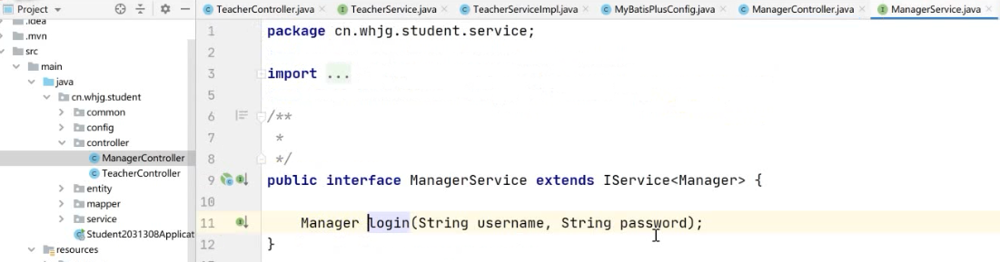 Project
TeacherController.java
TeacherService.java
TeacherServiceImpl.java
MyBatisPlusConfig.java
ManagerController.java
ManagerService.java
.idea
.mvn
src
main
java
cn.whjg.student
common
config
controller
ManagerController
TeacherController
entity
mapper
service
Student2031308Applicat
resources
1 package cn.whjg.student.service;
2
3 import ...
5
6 /**
7 *
8 */
9 public interface ManagerService extends IService<Manager> {
10
11 Manager login(String username, String password);
12 }